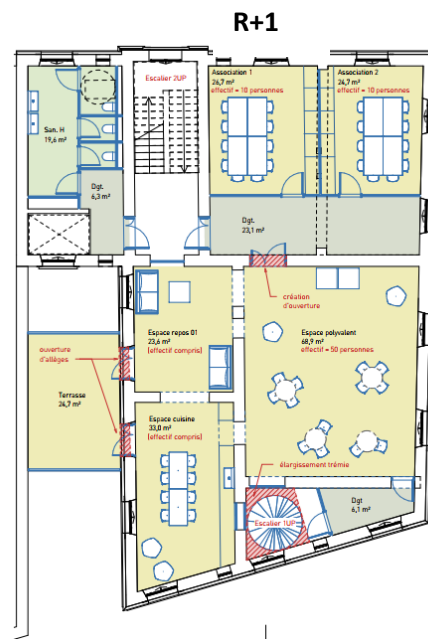 R+1
Escalier 2UP
Association 1
26,7 m²
effectif = 10 personnes
Association 2
24,7 m²
effectif = 10 personnes
San. H
19,6 m²
Dgt.
6,3 m²
Dgt.
23,1 m²
création
d'ouverture
Espace repos 01
23,6 m²
(effectif compris)
Espace polyvalent
68,9 m²
effectif = 50 personnes
ouverture
d'allèges
Terrasse
26,7 m²
Espace cuisine
33,0 m²
(effectif compris)
élargissement trémie
Escalier 1UP
Dgt
6,1 m²